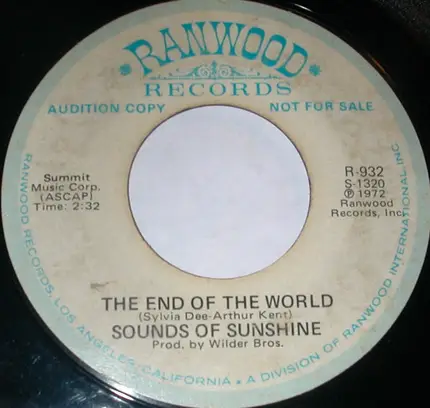 RANWOOD
RECORDS
AUDITION COPY NOT FOR SALE
Summit
Music Corp.
(ASCAP)
Time: 2:32
R-932
S-1320
℗ 1972
Ranwood
Records, Inc.
THE END OF THE WORLD
(Sylvia Dee-Arthur Kent)
SOUNDS OF SUNSHINE
Prod. by Wilder Bros.
RANWOOD RECORDS, LOS ANGELES/CALIFORNIA • A DIVISION OF RANWOOD INTERNATIONAL, INC.